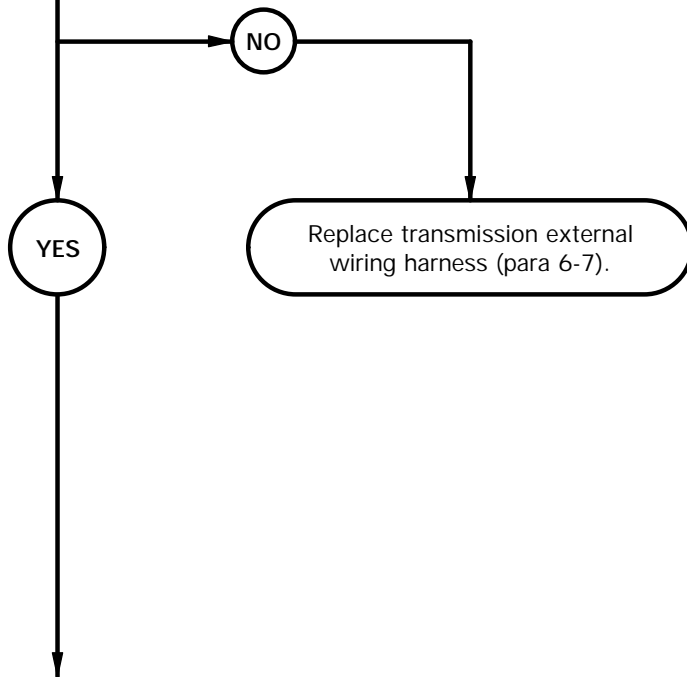 NO
YES
Replace transmission external
wiring harness (para 6-7).